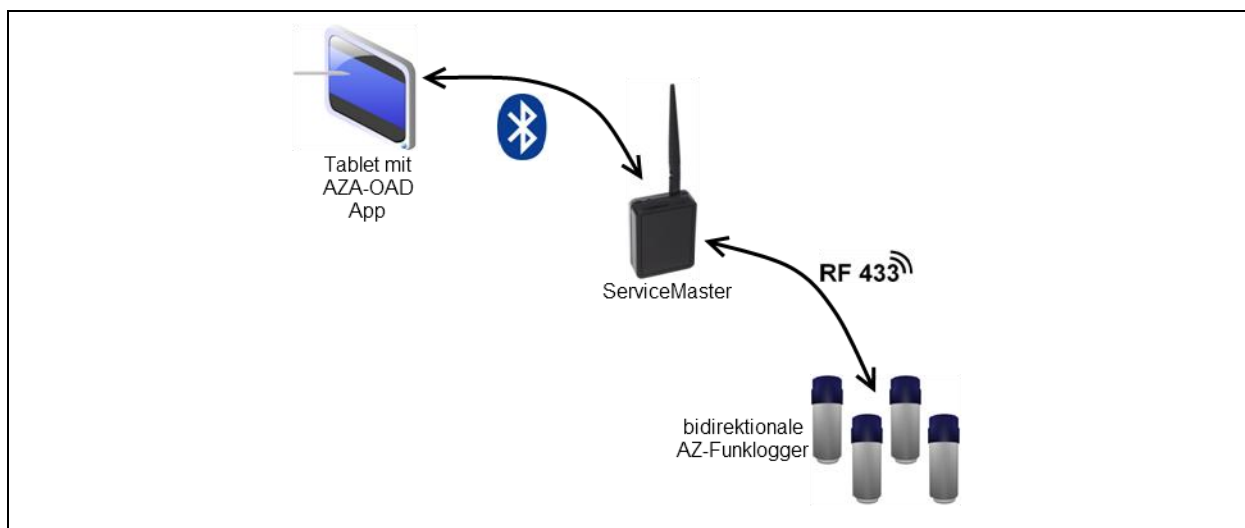 Tablet mit
AZA-OAD
App
ServiceMaster
RF 433
bidirektionale
AZ-Funklogger